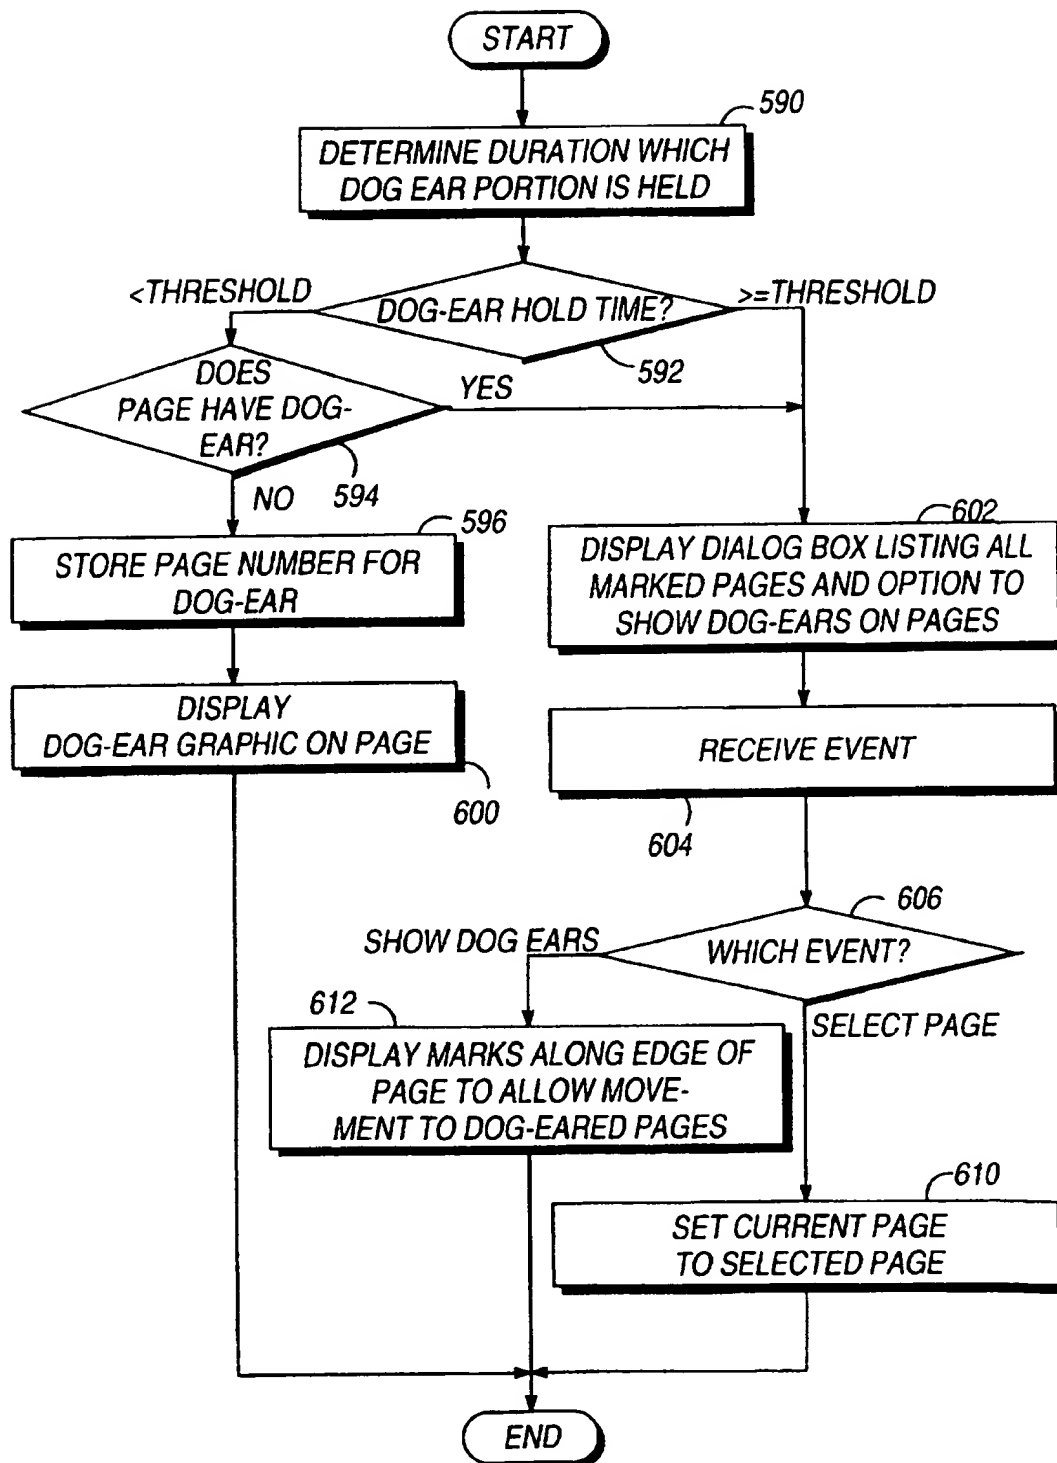 START
590
DETERMINE DURATION WHICH
DOG EAR PORTION IS HELD
<THRESHOLD
DOG-EAR HOLD TIME?
>=THRESHOLD
592
DOES
PAGE HAVE DOG-
EAR?
YES
594
NO
596
STORE PAGE NUMBER FOR
DOG-EAR
602
DISPLAY DIALOG BOX LISTING ALL
MARKED PAGES AND OPTION TO
SHOW DOG-EARS ON PAGES
DISPLAY
DOG-EAR GRAPHIC ON PAGE
600
RECEIVE EVENT
604
606
SHOW DOG EARS
WHICH EVENT?
SELECT PAGE
612
DISPLAY MARKS ALONG EDGE OF
PAGE TO ALLOW MOVE-
MENT TO DOG-EARED PAGES
610
SET CURRENT PAGE
TO SELECTED PAGE
END